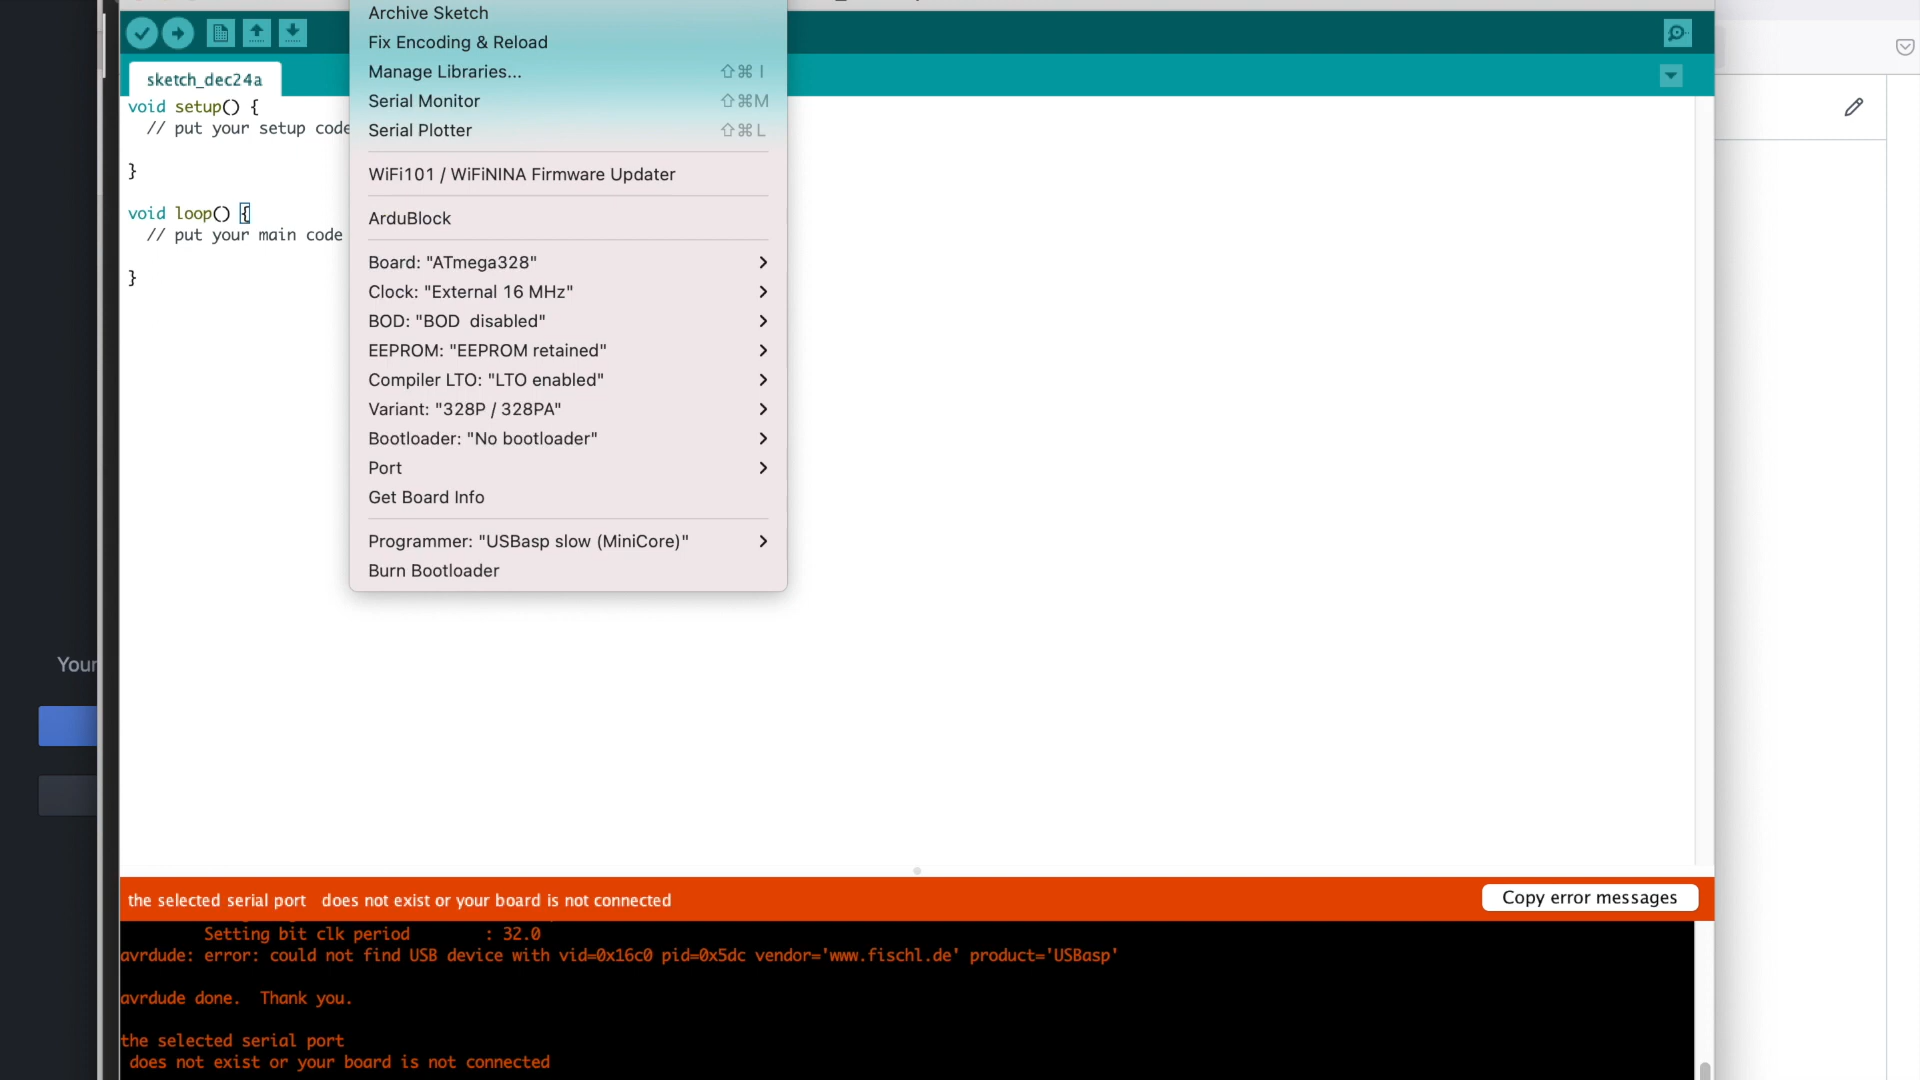 Archive Sketch
Fix Encoding & Reload
Manage Libraries... ⇧⌘ I
Serial Monitor ⇧⌘M
Serial Plotter ⇧⌘ L
WiFi101 / WiFiNINA Firmware Updater
ArduBlock
Board: "ATmega328"
Clock: "External 16 MHz"
BOD: "BOD  disabled"
EEPROM: "EEPROM retained"
Compiler LTO: "LTO enabled"
Variant: "328P / 328PA"
Bootloader: "No bootloader"
Port
Get Board Info
Programmer: "USBasp slow (MiniCore)"
Burn Bootloader
sketch_dec24a
void setup() {
// put your setup code
}
void loop() {
// put your main code
}
Your
the selected serial port   does not exist or your board is not connected
Copy error messages
Setting bit clk period        : 32.0
avrdude: error: could not find USB device with vid=0x16c0 pid=0x5dc vendor='www.fischl.de' product='USBasp'
avrdude done.  Thank you.
the selected serial port
does not exist or your board is not connected